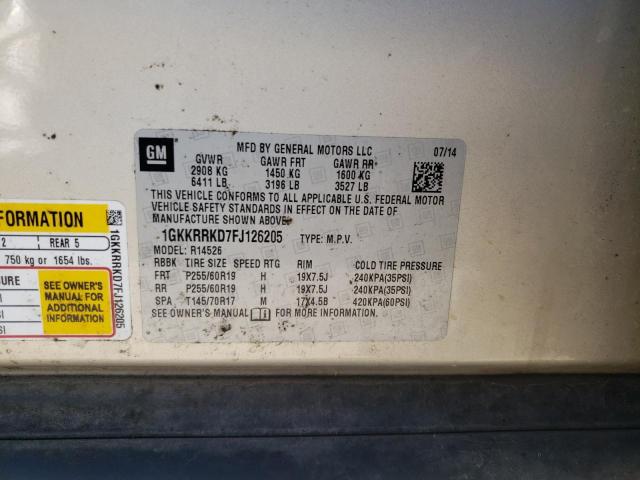 GM
MFD BY GENERAL MOTORS LLC 07/14
GVWR GAWR FRT GAWR RR
2908 KG 1450 KG 1600 KG
6411 LB 3196 LB 3527 LB
THIS VEHICLE CONFORMS TO ALL APPLICABLE U.S. FEDERAL MOTOR
VEHICLE SAFETY STANDARDS IN EFFECT ON THE DATE OF
MANUFACTURE SHOWN ABOVE.
1GKKRRKD7FJ126205 TYPE: M.P.V.
MODEL: R14526
RBBK TIRE SIZE SPEED RIM COLD TIRE PRESSURE
FRT P255/60R19 H 19X7.5J 240KPA(35PSI)
RR P255/60R19 H 19X7.5J 240KPA(35PSI)
SPA T145/70R17 M 17X4.5B 420KPA(60PSI)
SEE OWNER'S MANUAL FOR MORE INFORMATION.
FORMATION
2 REAR 5
750 kg or 1654 lbs.
SURE
SEE OWNER'S
MANUAL FOR
ADDITIONAL
INFORMATION
1GKKRRKD7FJ126205